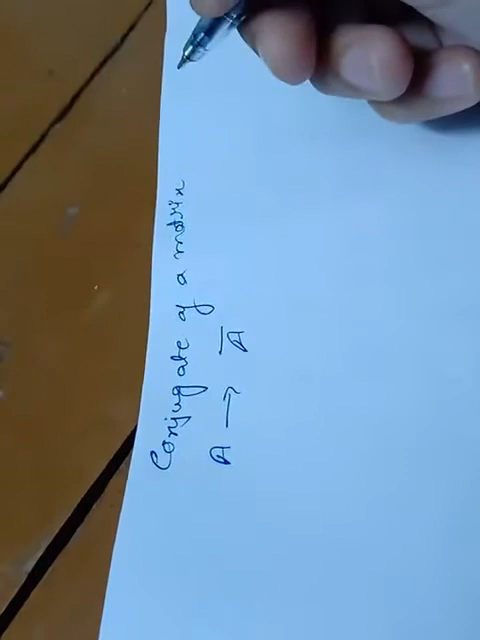 Conjugate of a matrix
A → A̅